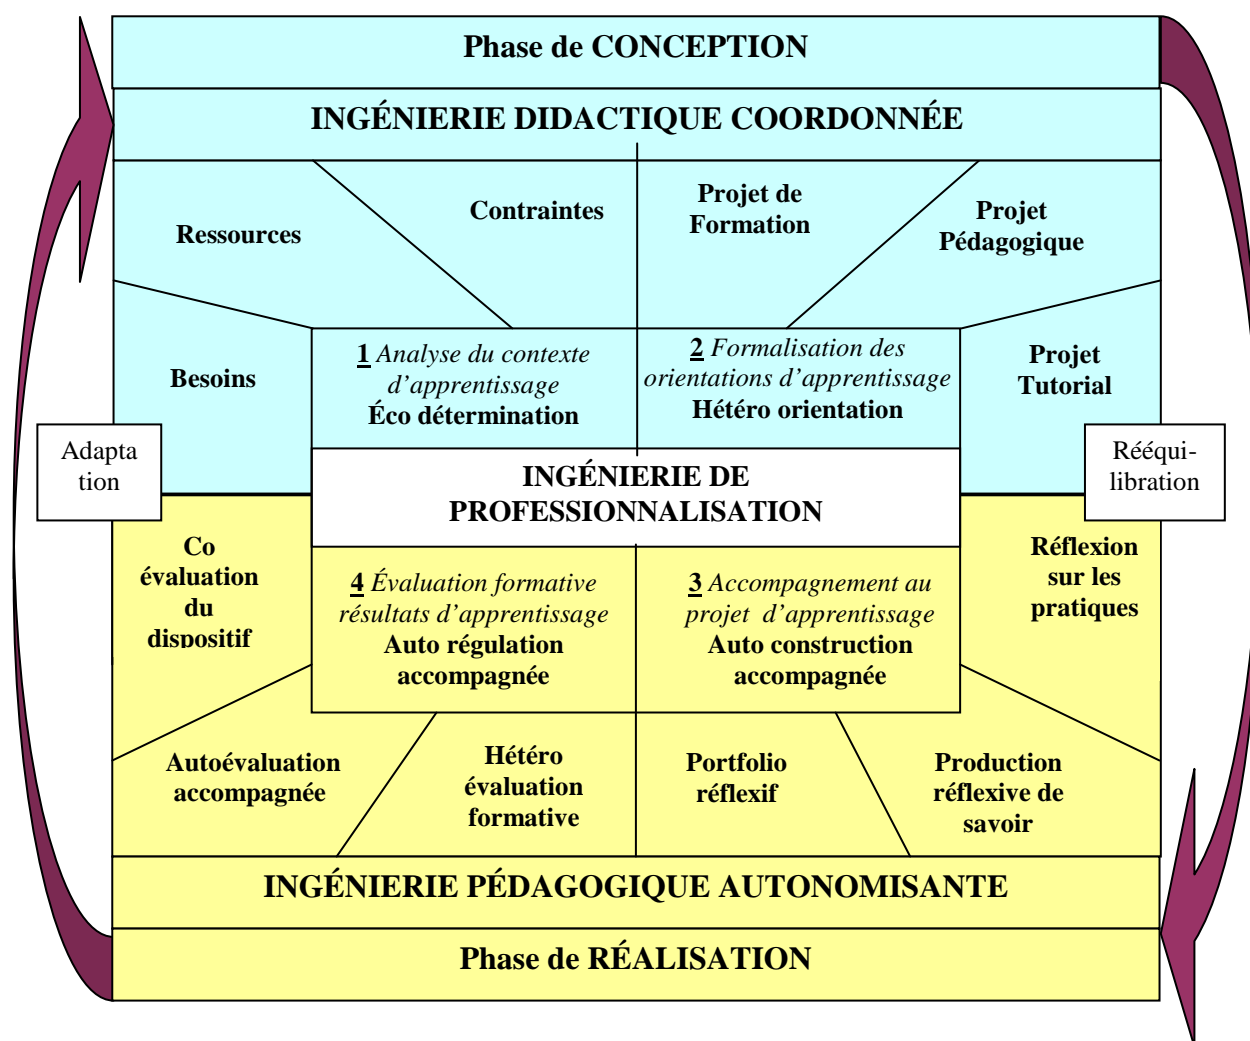 Phase de CONCEPTION
INGÉNIERIE DIDACTIQUE COORDONNÉE
Ressources
Contraintes
Projet de
Formation
Projet
Pédagogique
Besoins
1 Analyse du contexte
d’apprentissage
Éco détermination
2 Formalisation des
orientations d’apprentissage
Hétéro orientation
Projet
Tutorial
Adapta
tion
INGÉNIERIE DE
PROFESSIONNALISATION
Rééqui-
libration
Co
évaluation
du
dispositif
4 Évaluation formative
résultats d’apprentissage
Auto régulation
accompagnée
3 Accompagnement au
projet d’apprentissage
Auto construction
accompagnée
Réflexion
sur les
pratiques
Autoévaluation
accompagnée
Hétéro
évaluation
formative
Portfolio
réflexif
Production
réflexive de
savoir
INGÉNIERIE PÉDAGOGIQUE AUTONOMISANTE
Phase de RÉALISATION